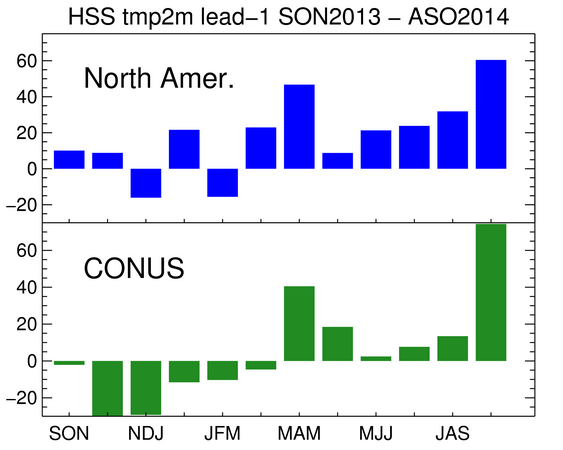 HSS tmp2m lead−1 SON2013 − ASO2014
North Amer.
60
40
20
0
−20
CONUS
60
40
20
0
−20
SON NDJ JFM MAM MJJ JAS